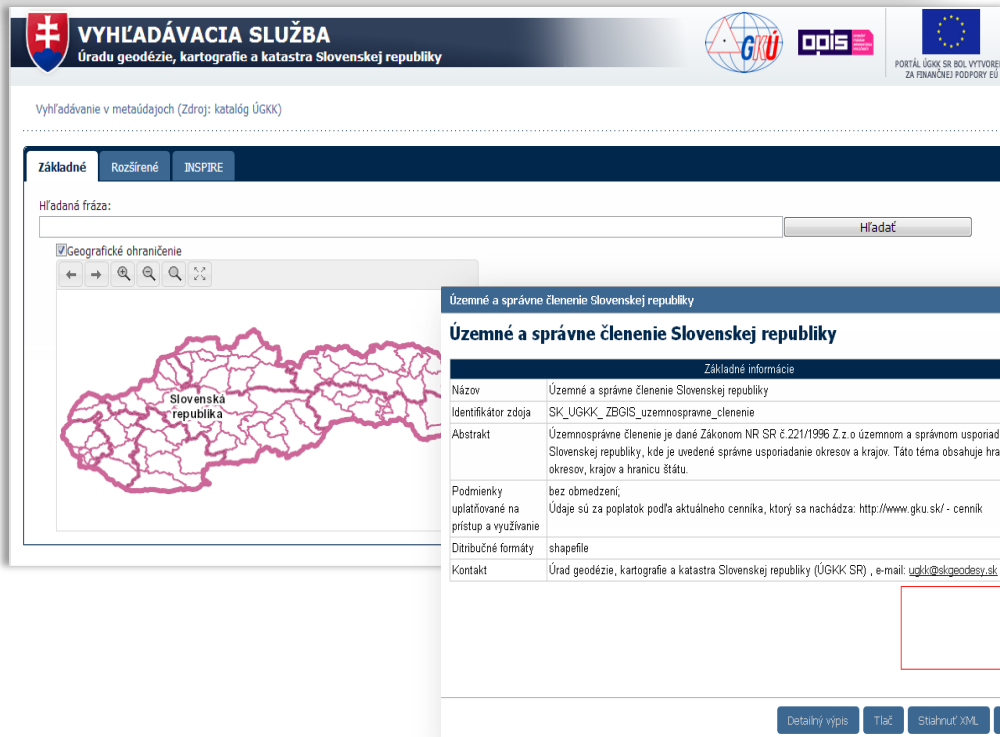 VYHĽADÁVACIA SLUŽBA
Úradu geodézie, kartografie a katastra Slovenskej republiky
GKÚ
opis
PORTÁL ÚGKK SR BOL VYTVOREN
ZA FINANČNEJ PODPORY EÚ
Vyhľadávanie v metaúdajoch (Zdroj: katalóg ÚGKK)
Základné
Rozšírené
INSPIRE
Hľadaná fráza:
Hľadať
Geografické ohraničenie
Slovenská
republika
Územné a správne členenie Slovenskej republiky
Územné a správne členenie Slovenskej republiky
Základné informácie
Názov Územné a správne členenie Slovenskej republiky
Identifikátor zdoja SK_UGKK_ZBGIS_uzemnospravne_clenenie
Abstrakt Územnosprávne členenie je dané Zákonom NR SR č.221/1996 Z.z.o územnom a správnom usporiad
Slovenskej republiky, kde je uvedené správne usporiadanie okresov a krajov. Táto téma obsahuje hra
okresov, krajov a hranicu štátu.
Podmienky bez obmedzení;
uplatňované na Údaje sú za poplatok podľa aktuálneho cenníka, ktorý sa nachádza: http://www.gku.sk/ - cenník
prístup a využívanie
Ditribučné formáty shapefile
Kontakt Úrad geodézie, kartografie a katastra Slovenskej republiky (ÚGKK SR) , e-mail: ugkk@skgeodesy.sk
Detailný výpis
Tlač
Stiahnuť XML